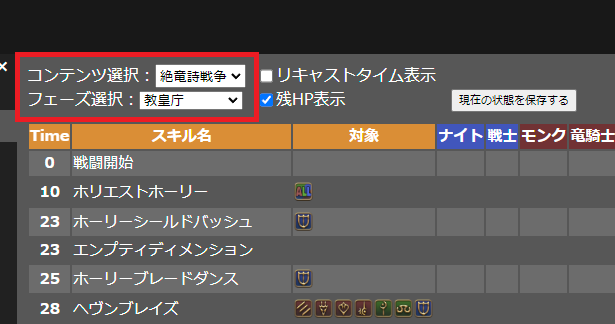 ×
コンテンツ選択：絶竜詩戦争 リキャストタイム表示
フェーズ選択：教皇庁 残HP表示 現在の状態を保存する
Time スキル名 対象 ナイト 戦士 モンク 竜騎士
0 戦闘開始
10 ホリエストホーリー ALL
23 ホーリーシールドバッシュ
23 エンプティディメンション
25 ホーリーブレードダンス
28 ヘヴンブレイズ